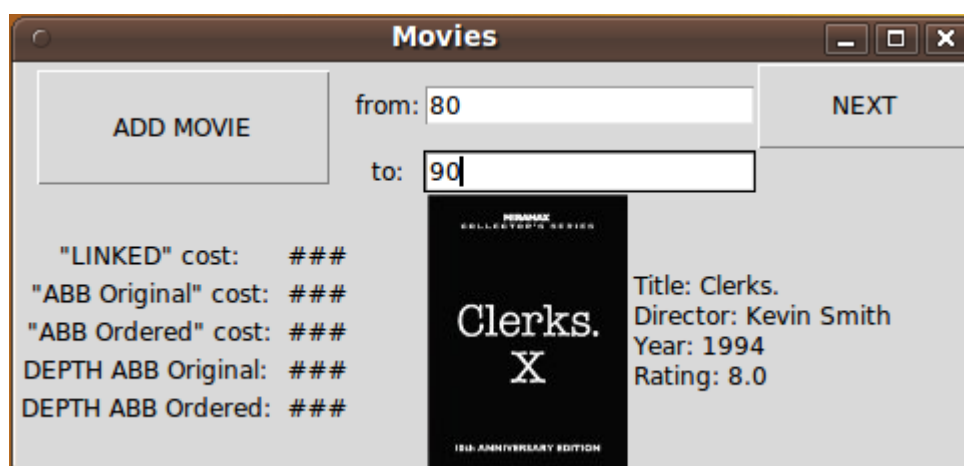 Movies
ADD MOVIE
from: 80
NEXT
to: 90
MIRAMAX
COLLECTOR'S SERIES
Clerks.
X
10th ANNIVERSARY EDITION
"LINKED" cost: ###
"ABB Original" cost: ###
"ABB Ordered" cost: ###
DEPTH ABB Original: ###
DEPTH ABB Ordered: ###
Title: Clerks.
Director: Kevin Smith
Year: 1994
Rating: 8.0